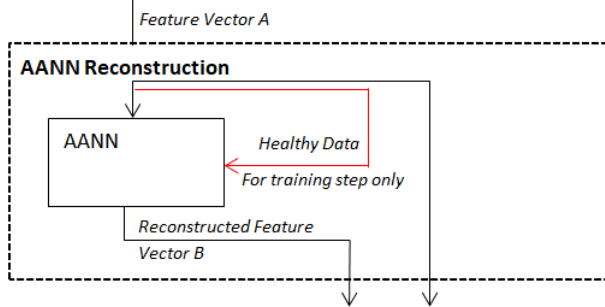 Feature Vector A
AANN Reconstruction
AANN
Healthy Data
For training step only
Reconstructed Feature
Vector B